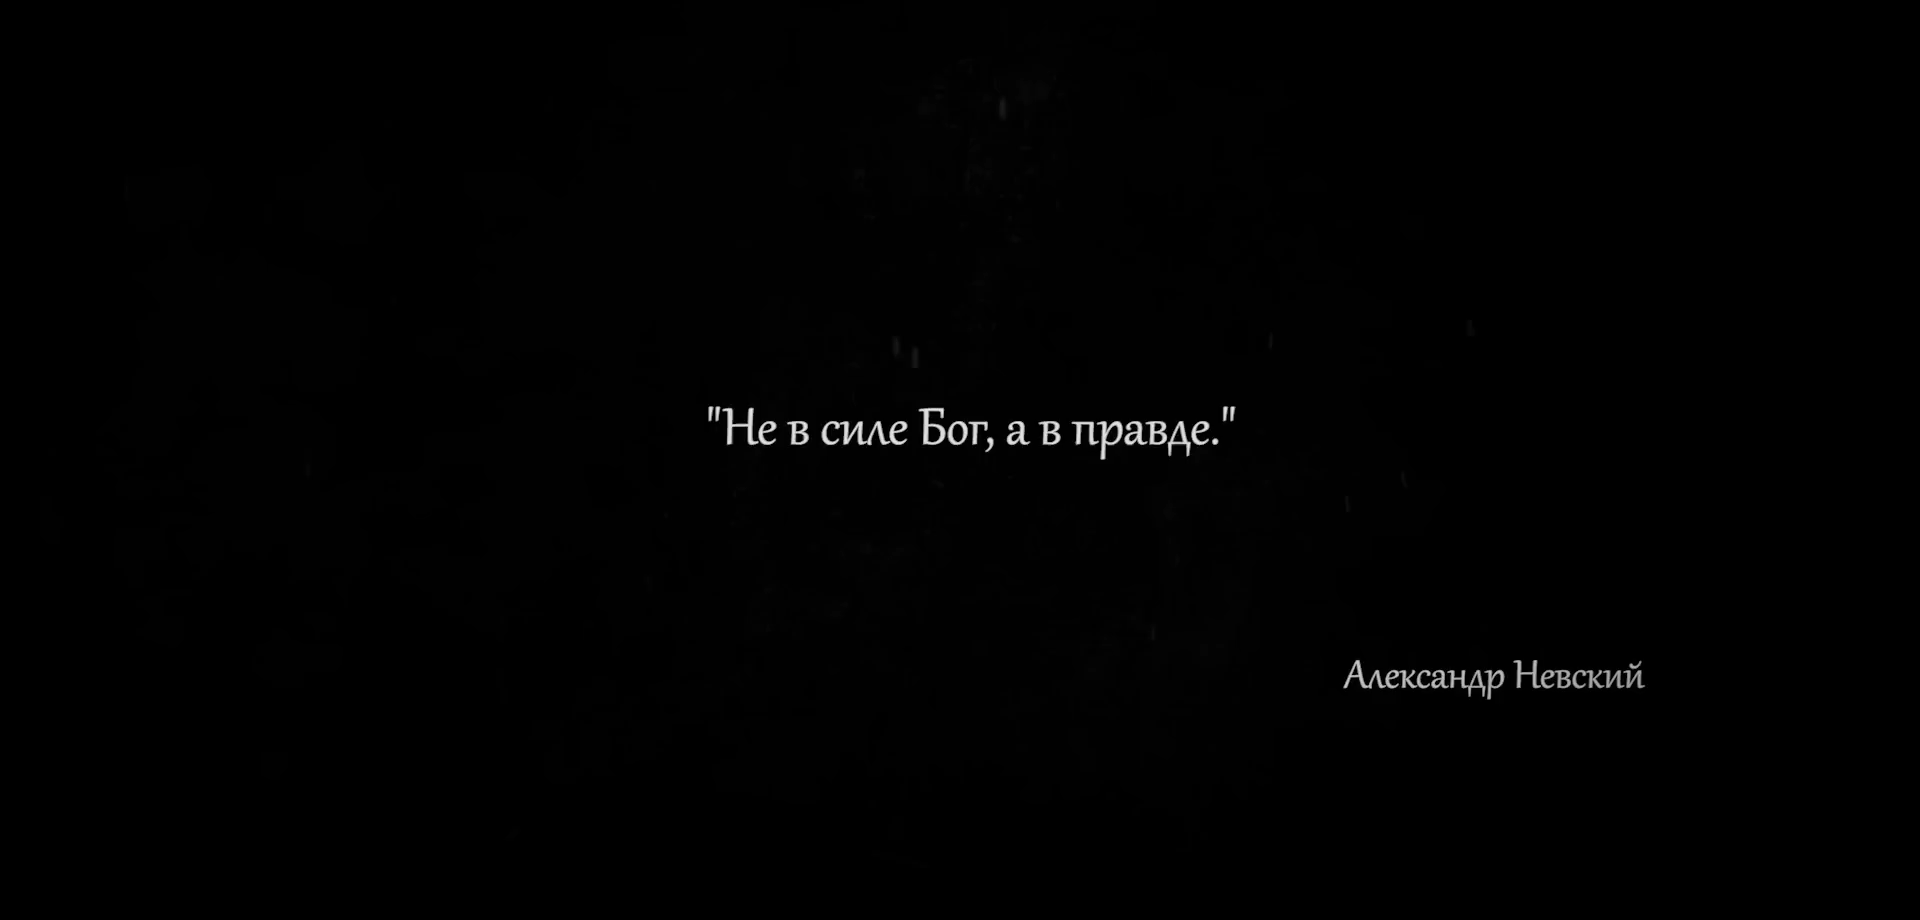 "Не в силе Бог, а в правде."
Александр Невский